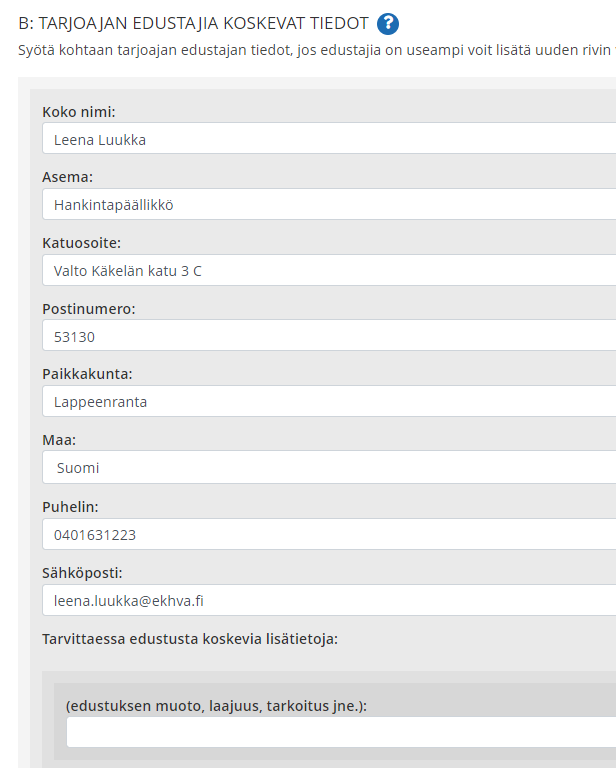 B: TARJOAJAN EDUSTAJIA KOSKEVAT TIEDOT ?
Syötä kohtaan tarjoajan edustajan tiedot, jos edustajia on useampi voit lisätä uuden rivin
Koko nimi:
Leena Luukka
Asema:
Hankintapäällikkö
Katuosoite:
Valto Käkelän katu 3 C
Postinumero:
53130
Paikkakunta:
Lappeenranta
Maa:
Suomi
Puhelin:
0401631223
Sähköposti:
leena.luukka@ekhva.fi
Tarvittaessa edustusta koskevia lisätietoja:
(edustuksen muoto, laajuus, tarkoitus jne.):